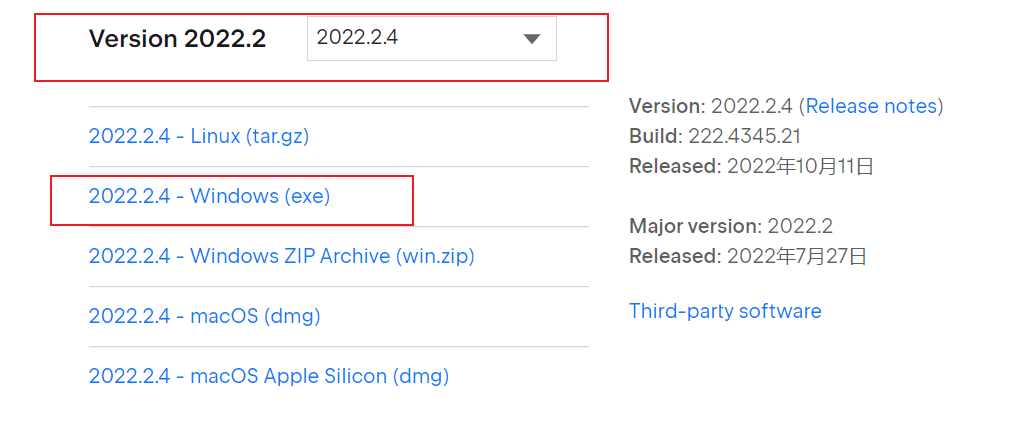 Version 2022.2
2022.2.4
2022.2.4 - Linux (tar.gz)
2022.2.4 - Windows (exe)
2022.2.4 - Windows ZIP Archive (win.zip)
2022.2.4 - macOS (dmg)
2022.2.4 - macOS Apple Silicon (dmg)
Version: 2022.2.4 (Release notes)
Build: 222.4345.21
Released: 2022年10月11日
Major version: 2022.2
Released: 2022年7月27日
Third-party software